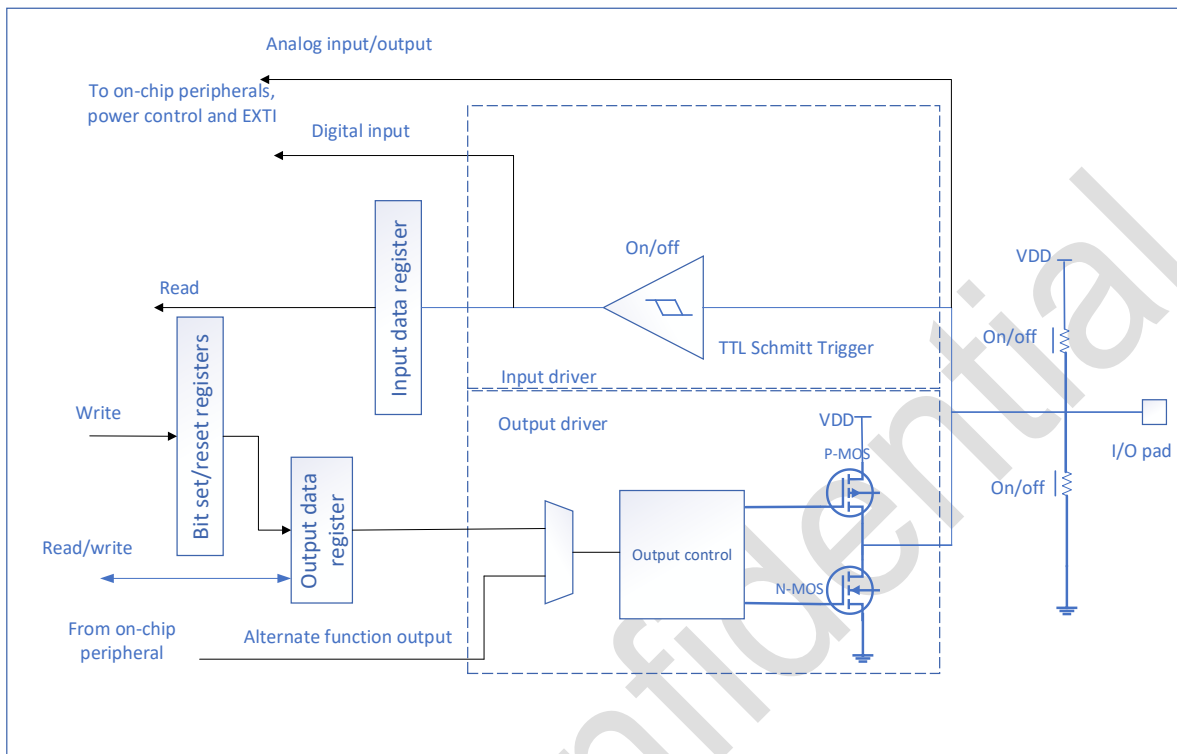 Analog input/output
To on-chip peripherals,
power control and EXTI
Digital input
On/off
Input data register
VDD
Read
On/off
TTL Schmitt Trigger
Bit set/reset registers
Input driver
Write
Output driver
VDD
I/O pad
P-MOS
On/off
Output data
register
Read/write
Output control
N-MOS
From on-chip
peripheral
Alternate function output
nfidential